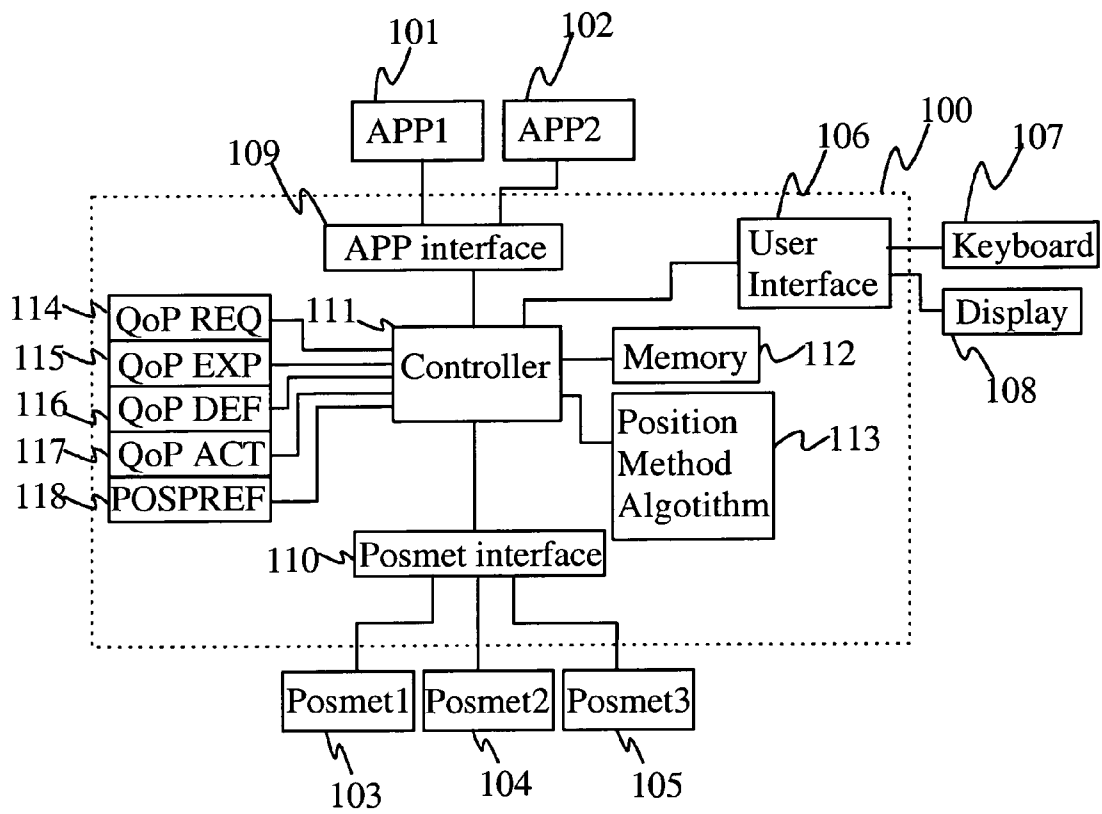 101
102
APP1
APP2
109
106
100
107
APP interface
User
Interface
Keyboard
Display
108
114
QoP REQ
115
QoP EXP
116
QoP DEF
117
QoP ACT
118
POSPREF
111
Controller
Memory
112
Position
Method
Algotithm
113
110
Posmet interface
Posmet1
Posmet2
Posmet3
103
104
105